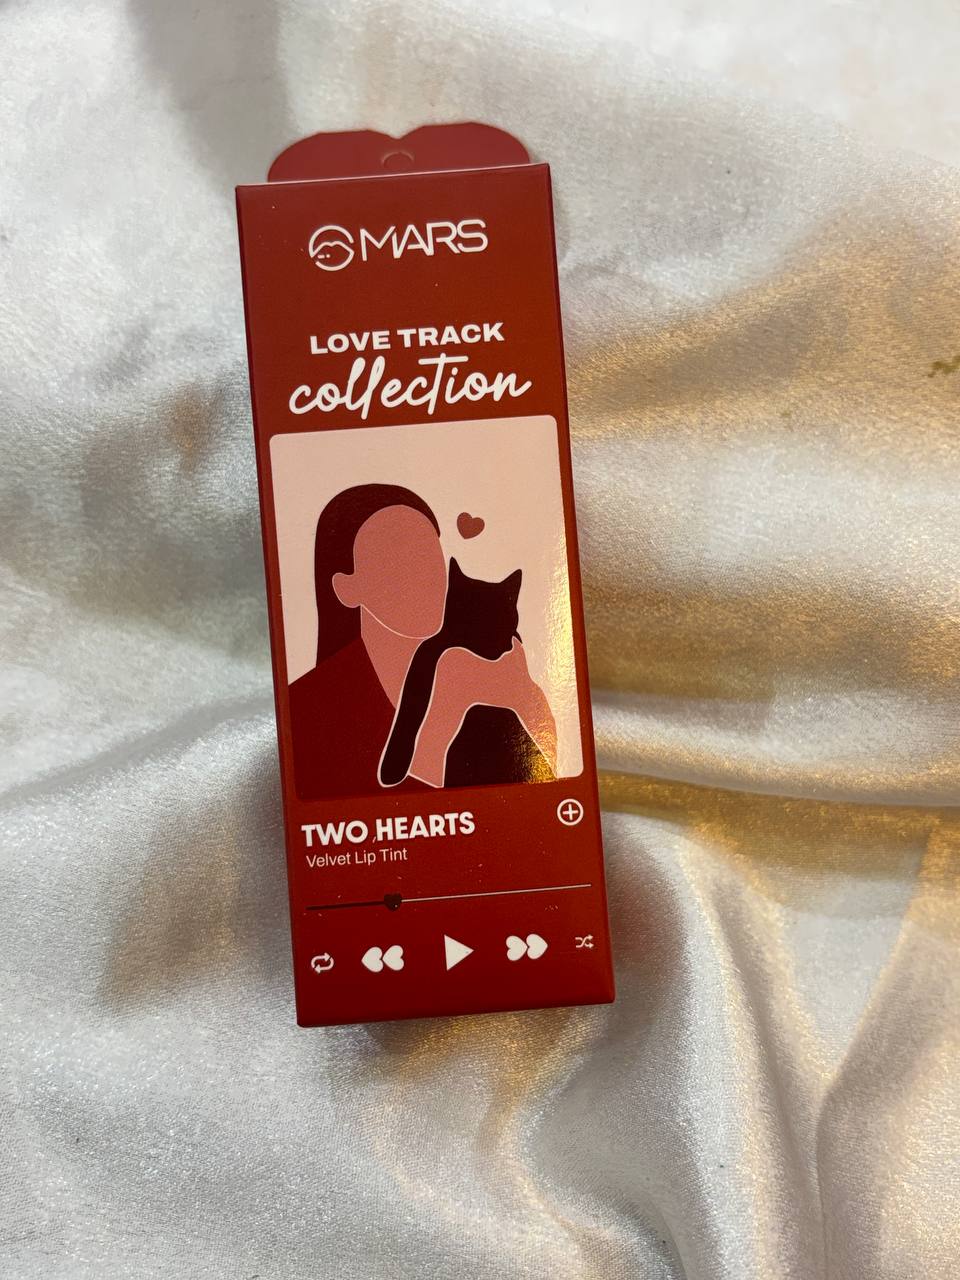 MARS
LOVE TRACK
collection
TWO HEARTS
Velvet Lip Tint